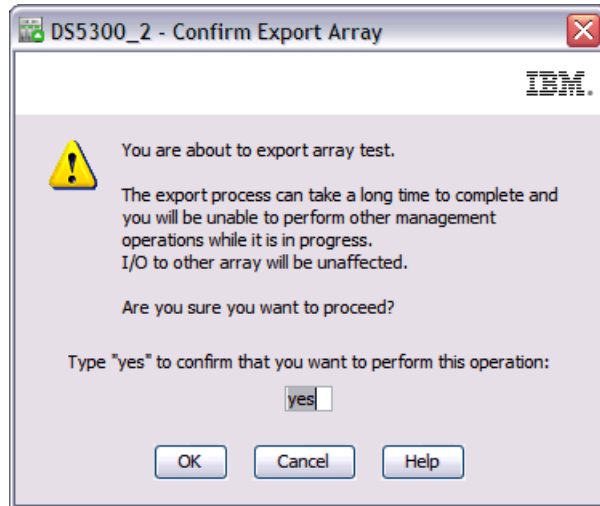 DS5300_2 - Confirm Export Array
IBM.
You are about to export array test.
The export process can take a long time to complete and
you will be unable to perform other management
operations while it is in progress.
I/O to other array will be unaffected.
Are you sure you want to proceed?
Type "yes" to confirm that you want to perform this operation:
yes
OK Cancel Help